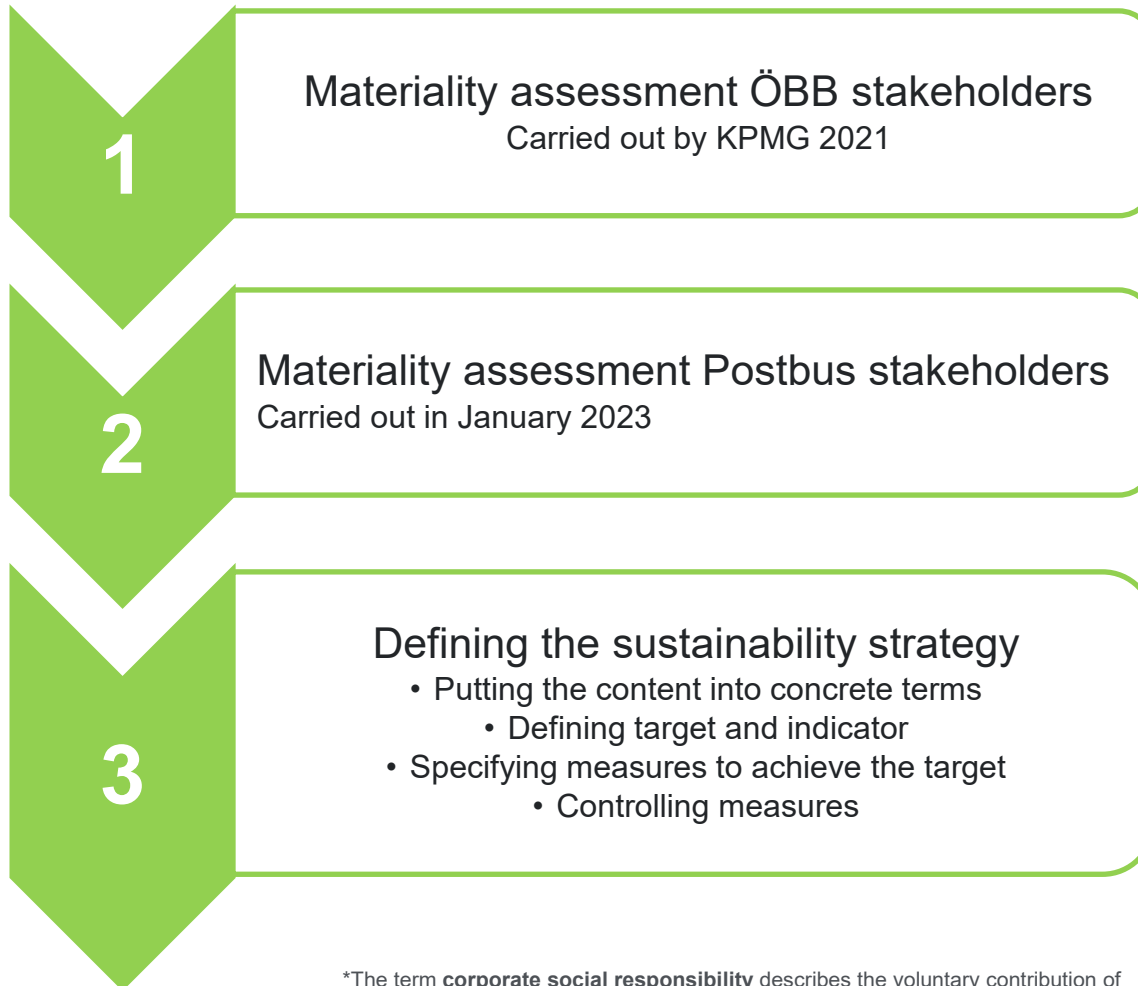 1
Materiality assessment ÖBB stakeholders
Carried out by KPMG 2021
2
Materiality assessment Postbus stakeholders
Carried out in January 2023
3
Defining the sustainability strategy
• Putting the content into concrete terms
• Defining target and indicator
• Specifying measures to achieve the target
• Controlling measures
*The term corporate social responsibility describes the voluntary contribution of